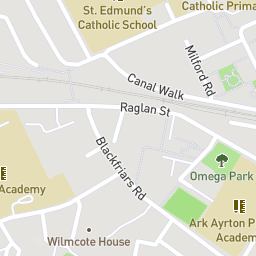 St. Edmund's
Catholic School
Catholic Prima
Milford Rd
Canal Walk
Raglan St
Blackfriars Rd
Omega Park
Academy
Ark Ayrton P
Academ
Wilmcote House